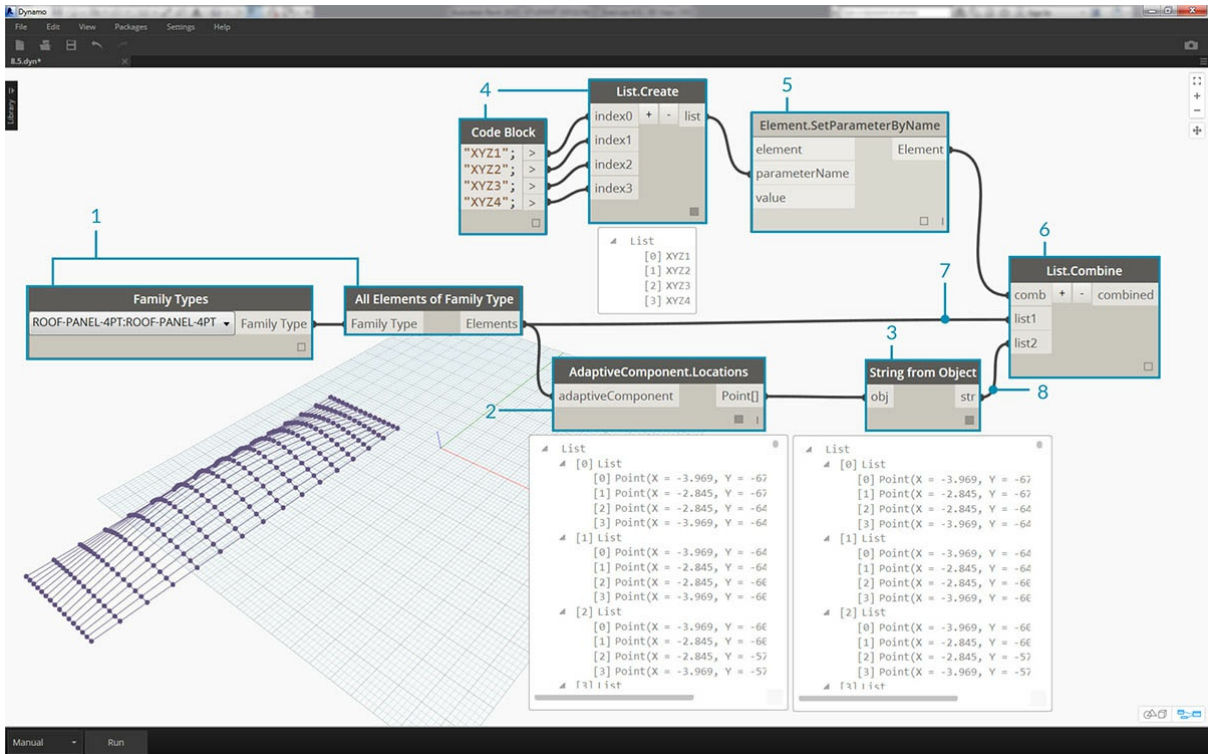 Dynamo
File Edit View Packages Settings Help
8.5.dyn*
Library
4
List.Create
index0 + - list
index1
index2
index3
Code Block
"XYZ1"; >
"XYZ2"; >
"XYZ3"; >
"XYZ4"; >
List
[0] XYZ1
[1] XYZ2
[2] XYZ3
[3] XYZ4
5
Element.SetParameterByName
element Element
parameterName
value
1
Family Types
ROOF-PANEL-4PT:ROOF-PANEL-4PT Family Type
All Elements of Family Type
Family Type Elements
7
6
List.Combine
comb + - combined
list1
list2
2
AdaptiveComponent.Locations
adaptiveComponent Point[]
3
String from Object
obj str
8
List
[0] List
[0] Point(X = -3.969, Y = -67
[1] Point(X = -2.845, Y = -67
[2] Point(X = -2.845, Y = -64
[3] Point(X = -3.969, Y = -64
[1] List
[0] Point(X = -3.969, Y = -64
[1] Point(X = -2.845, Y = -64
[2] Point(X = -2.845, Y = -60
[3] Point(X = -3.969, Y = -60
[2] List
[0] Point(X = -3.969, Y = -60
[1] Point(X = -2.845, Y = -60
[2] Point(X = -2.845, Y = -57
[3] Point(X = -3.969, Y = -57
[3] List
List
[0] List
[0] Point(X = -3.969, Y = -67
[1] Point(X = -2.845, Y = -67
[2] Point(X = -2.845, Y = -64
[3] Point(X = -3.969, Y = -64
[1] List
[0] Point(X = -3.969, Y = -64
[1] Point(X = -2.845, Y = -64
[2] Point(X = -2.845, Y = -60
[3] Point(X = -3.969, Y = -60
[2] List
[0] Point(X = -3.969, Y = -60
[1] Point(X = -2.845, Y = -60
[2] Point(X = -2.845, Y = -57
[3] Point(X = -3.969, Y = -57
[3] List
Manual Run